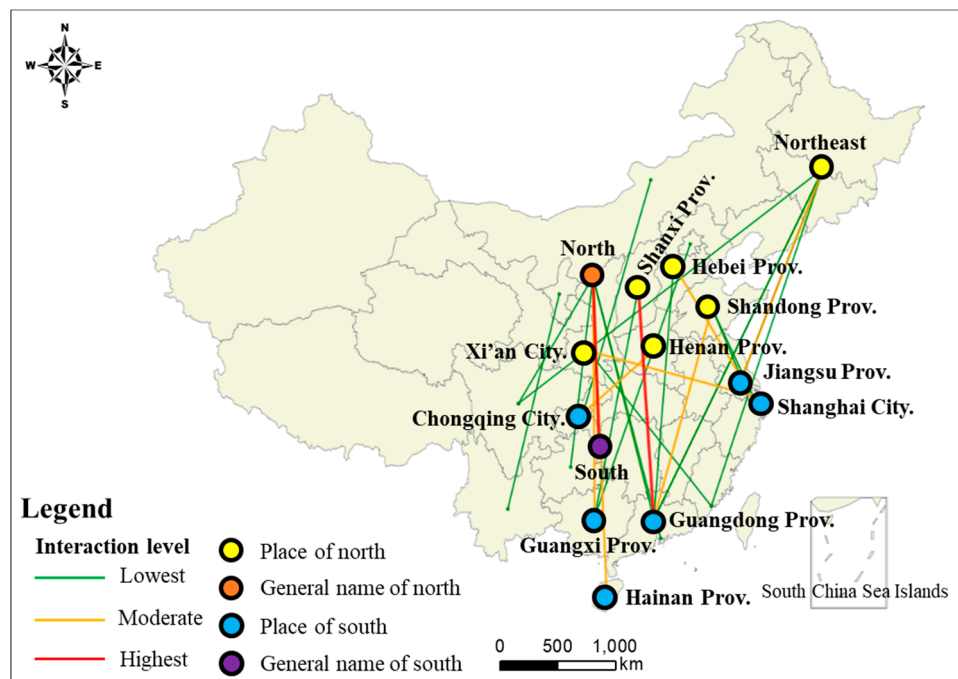 N
W E
S
Northeast
Shanxi Prov.
North
Hebei Prov.
Shandong Prov.
Xi'an City.
Henan Prov.
Jiangsu Prov.
Chongqing City.
Shanghai City.
South
Guangdong Prov.
Guangxi Prov.
Hainan Prov.
South China Sea Islands
Legend
Interaction level
Lowest
Moderate
Highest
Place of north
General name of north
Place of south
General name of south
0 500 1,000
km